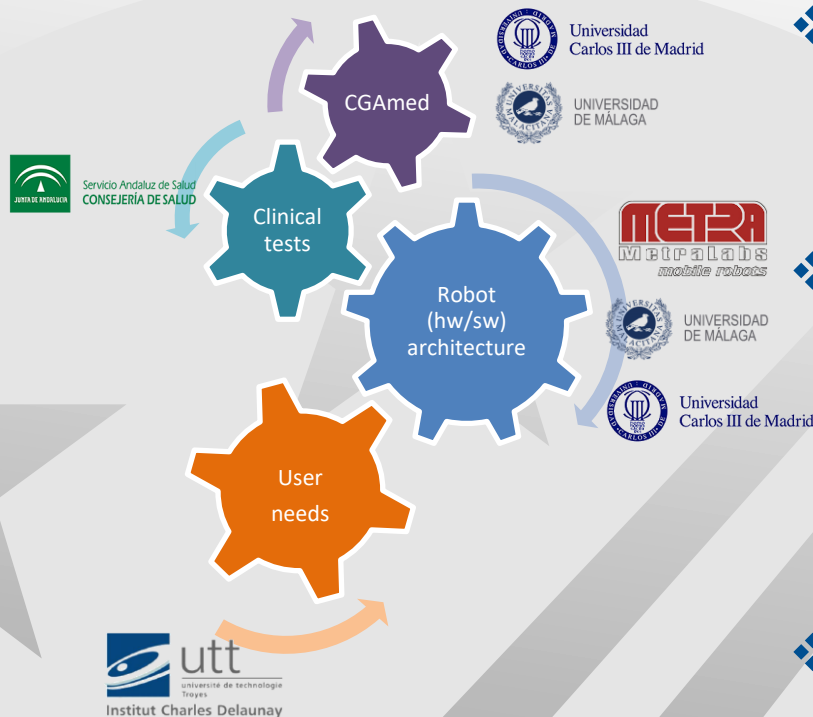 CGAmed
Universidad
Carlos III de Madrid
UNIVERSIDAD
DE MÁLAGA
JUNTA DE ANDALUCIA
Servicio Andaluz de Salud
CONSEJERÍA DE SALUD
Clinical
tests
Robot
(hw/sw)
architecture
METRA
MetraLabs
mobile robots
UNIVERSIDAD
DE MÁLAGA
Universidad
Carlos III de Madrid
User
needs
utt
université de technologie
Troyes
Institut Charles Delaunay